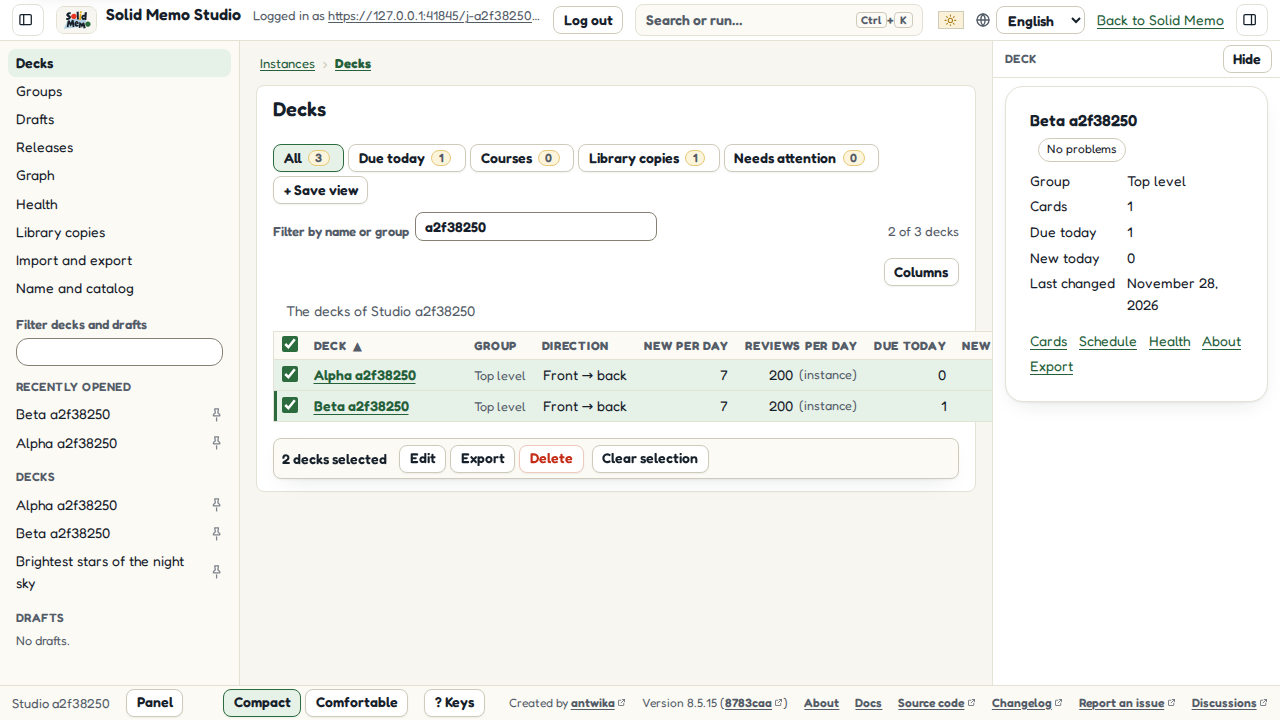 Solid Memo Studio
Logged in as https://127.0.0.1:41845/j-a2f38250...
Log out
Search or run...
Ctrl+K
English
Back to Solid Memo
Decks
Groups
Drafts
Releases
Graph
Health
Library copies
Import and export
Name and catalog
Filter decks and drafts
RECENTLY OPENED
Beta a2f38250
Alpha a2f38250
DECKS
Alpha a2f38250
Beta a2f38250
Brightest stars of the night
sky
DRAFTS
No drafts.
Instances › Decks
Decks
All 3
Due today 1
Courses 0
Library copies 1
Needs attention 0
+ Save view
Filter by name or group a2f38250
2 of 3 decks
Columns
The decks of Studio a2f38250
DECK ▲ GROUP DIRECTION NEW PER DAY REVIEWS PER DAY DUE TODAY NEW
Alpha a2f38250 Top level Front → back 7 200 (instance) 0
Beta a2f38250 Top level Front → back 7 200 (instance) 1
2 decks selected Edit Export Delete Clear selection
DECK
Hide
Beta a2f38250
No problems
Group Top level
Cards 1
Due today 1
New today 0
Last changed November 28,
2026
Cards Schedule Health About
Export
Studio a2f38250
Panel
Compact
Comfortable
? Keys
Created by antwika
Version 8.5.15 (8783caa)
About
Docs
Source code
Changelog
Report an issue
Discussions